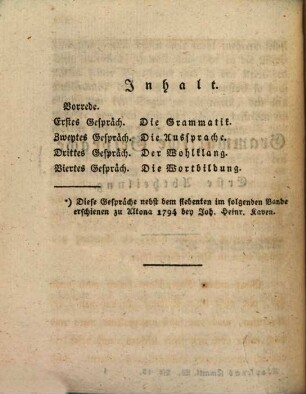 Inhalt.
Vorrede.
Erstes Gespräch. Die Grammatik.
Zweytes Gespräch. Die Aussprache.
Drittes Gespräch. Der Wohlklang.
Viertes Gespräch. Die Wortbildung.
*) Diese Gespräche nebst dem siebenten im folgenden Bande
erschienen zu Altona 1794 bey Joh. Heinr. Kaven.